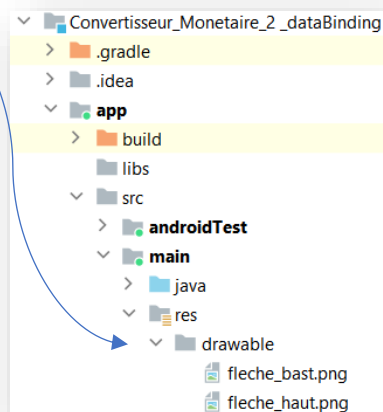 Convertisseur_Monetaire_2 _dataBinding
.gradle
.idea
app
build
libs
src
androidTest
main
java
res
drawable
fleche_bast.png
fleche_haut.png